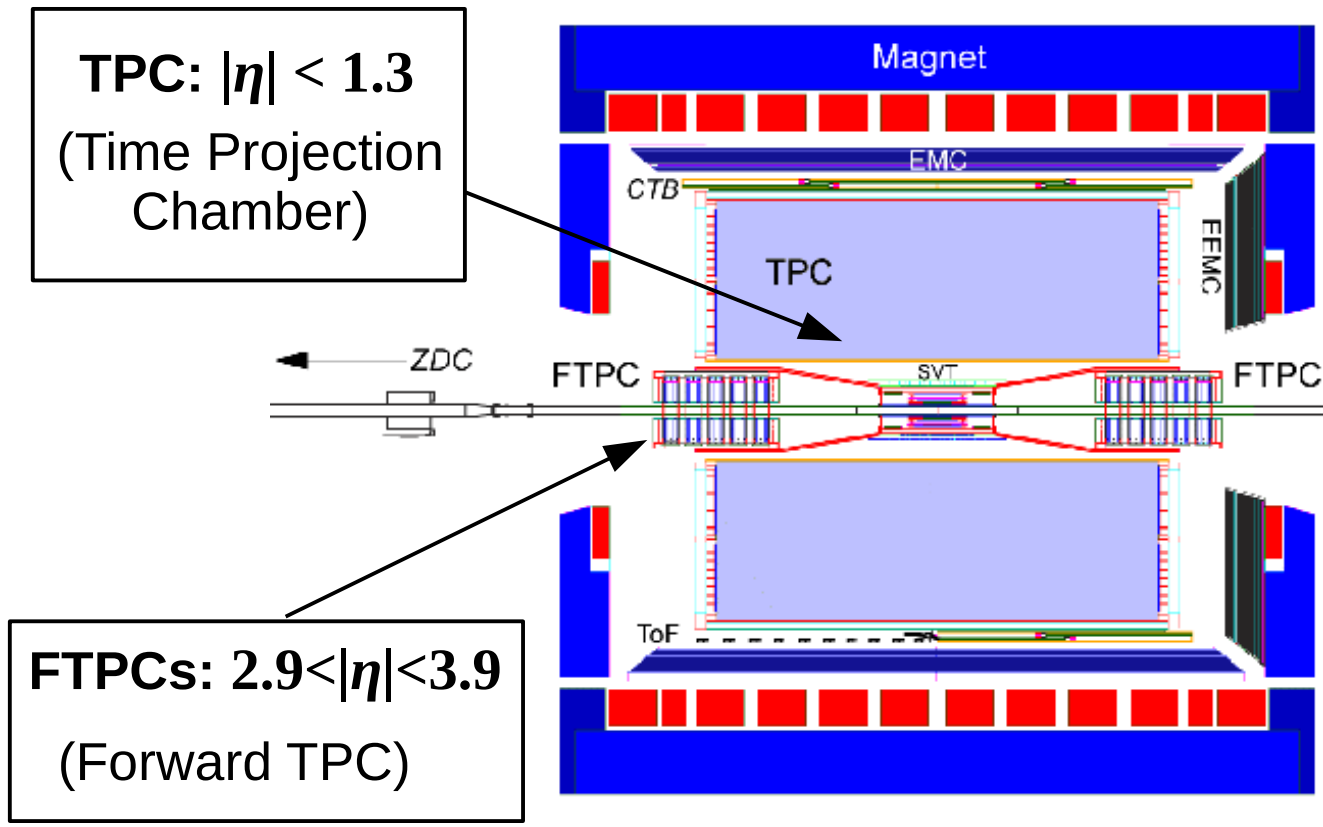 TPC: |η| < 1.3
(Time Projection
Chamber)
Magnet
EMC
CTB
EEMC
TPC
ZDC
FTPC
SVT
FTPC
ToF
FTPCs: 2.9<|η|<3.9
(Forward TPC)